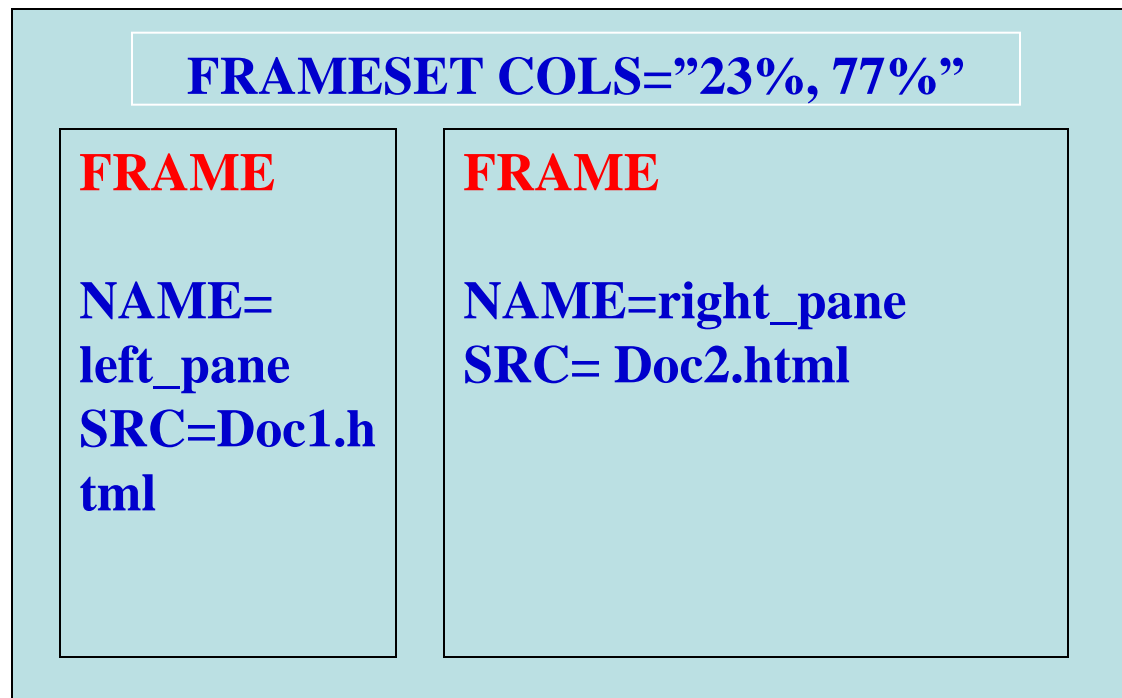 FRAMESET COLS=”23%, 77%”
FRAME
NAME=
left_pane
SRC=Doc1.h
tml
FRAME
NAME=right_pane
SRC= Doc2.html